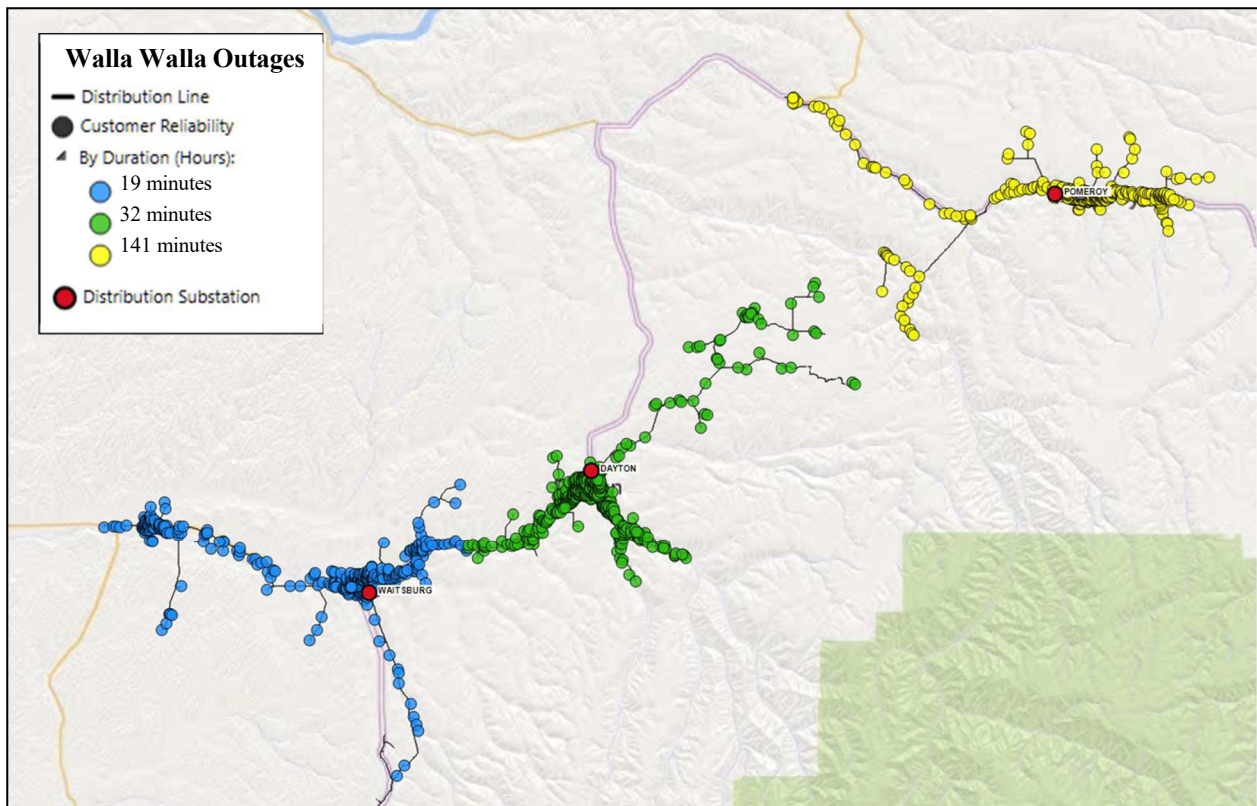 Walla Walla Outages
Distribution Line
Customer Reliability
By Duration (Hours):
19 minutes
32 minutes
141 minutes
Distribution Substation
POMEROY
DAYTON
WAITSBURG